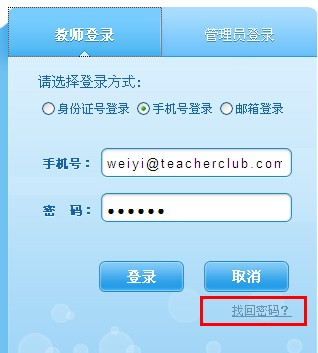 教师登录 管理员登录
请选择登录方式:
身份证号登录 手机号登录 邮箱登录
手机号： weiyi@teacherclub.com
密 码： ●●●●●●
登录 取消
找回密码？